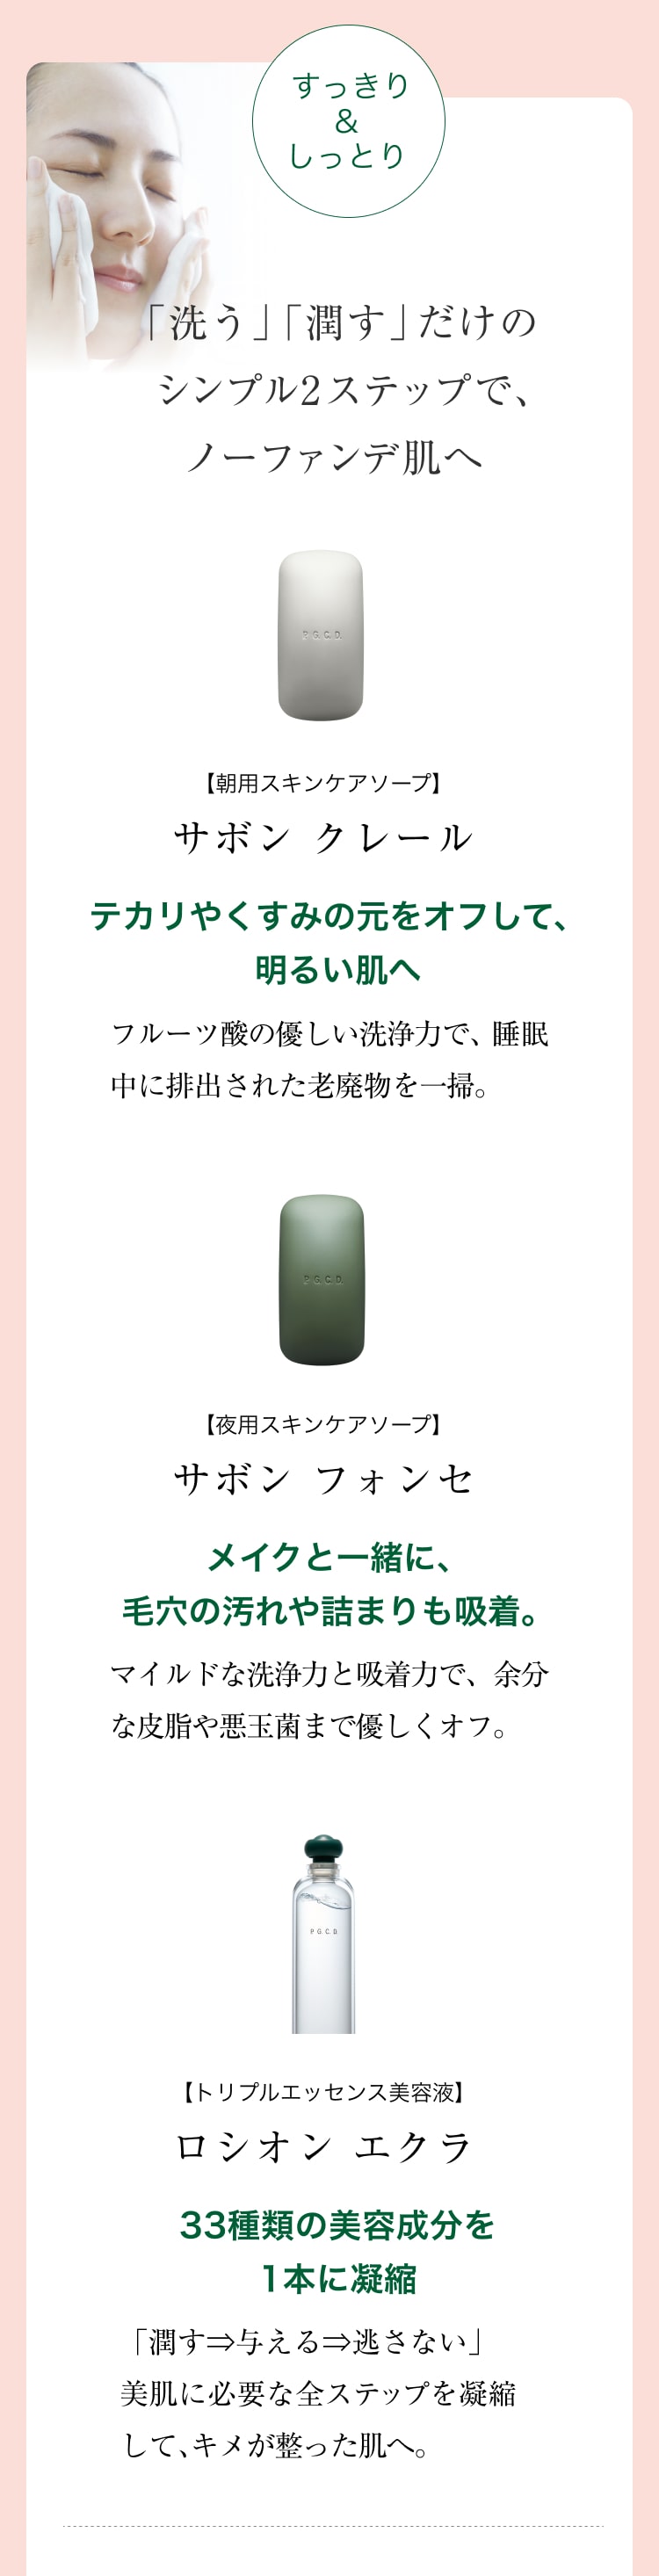 すっきり
&
しっとり
「洗う」「潤す」だけの
シンプル2ステップで、
ノーファンデ肌へ
P.G.C.D.
【朝用スキンケアソープ】
サボン クレール
テカリやくすみの元をオフして、
明るい肌へ
フルーツ酸の優しい洗浄力で、睡眠
中に排出された老廃物を一掃。
P.G.C.D.
【夜用スキンケアソープ】
サボン フォンセ
メイクと一緒に、
毛穴の汚れや詰まりも吸着。
マイルドな洗浄力と吸着力で、余分
な皮脂や悪玉菌まで優しくオフ。
P.G.C.D.
【トリプルエッセンス美容液】
ロシオン エクラ
33種類の美容成分を
1本に凝縮
「潤す⇒与える⇒逃さない」
美肌に必要な全ステップを凝縮
して、キメが整った肌へ。